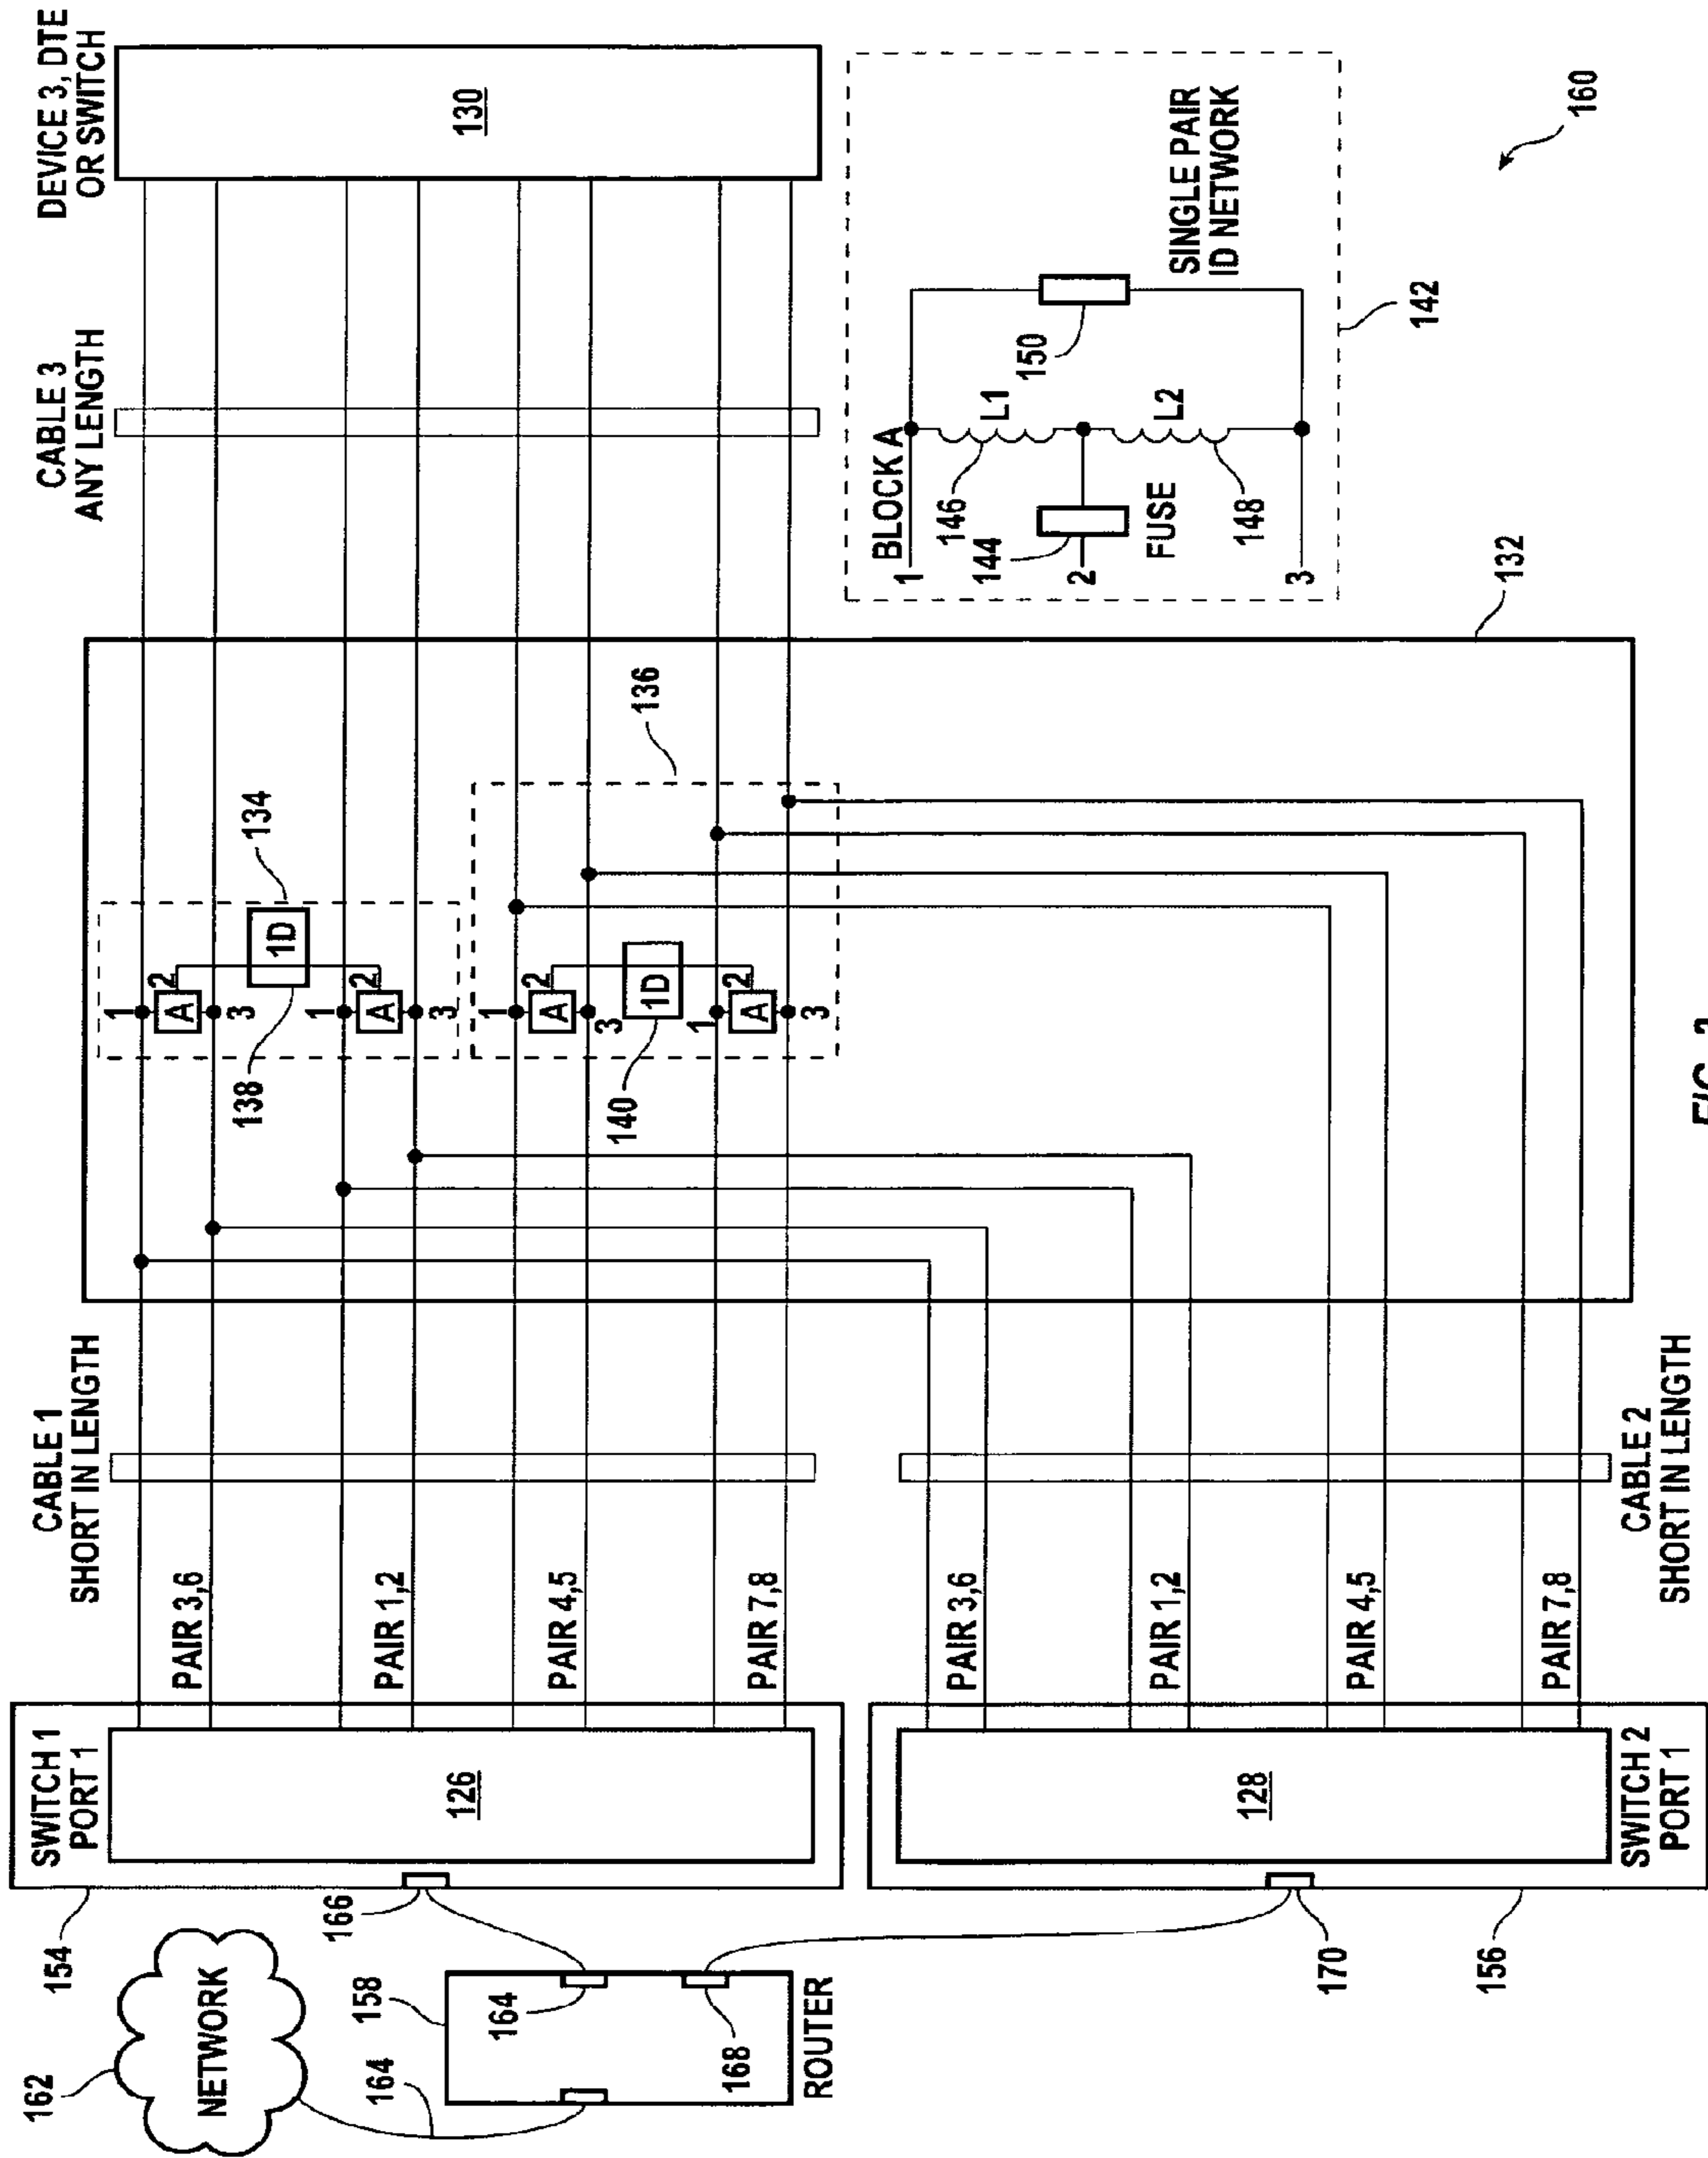 162
NETWORK
164
154
158
164
168
ROUTER
166
170
156
SWITCH 1
PORT 1
126
128
SWITCH 2
PORT 1
PAIR 3,6
PAIR 1,2
PAIR 4,5
PAIR 7,8
PAIR 3,6
PAIR 1,2
PAIR 4,5
PAIR 7,8
CABLE 1
SHORT IN LENGTH
CABLE 2
SHORT IN LENGTH
138
134
1
A
2
3
1D
1
A
2
3
140
136
1
A
2
3
1D
1
A
2
3
132
CABLE 3
ANY LENGTH
DEVICE 3, DTE
OR SWITCH
130
BLOCK A
1
146
L1
144
2
FUSE
150
148
L2
3
SINGLE PAIR
ID NETWORK
142
160